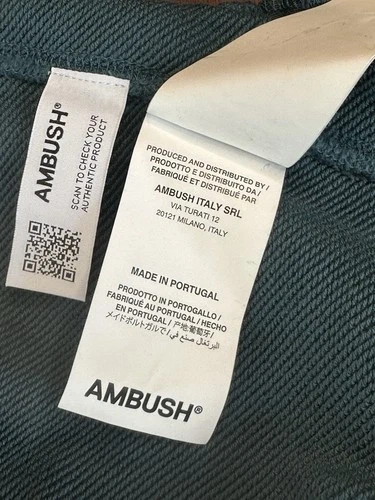 AMBUSH®
SCAN TO CHECK YOUR
AUTHENTIC PRODUCT
PRODUCED AND DISTRIBUTED BY /
PRODOTTO E DISTRIBUITO DA /
FABRIQUÉ ET DISTRIBUÉ PAR
AMBUSH ITALY SRL
VIA TURATI 12
20121 MILANO, ITALY
MADE IN PORTUGAL
PRODOTTO IN PORTOGALLO /
FABRIQUÉ AU PORTUGAL / HECHO
EN PORTUGAL / 产地:葡萄牙 /
メイドポルトガルで / البرتغال صنع في
AMBUSH®